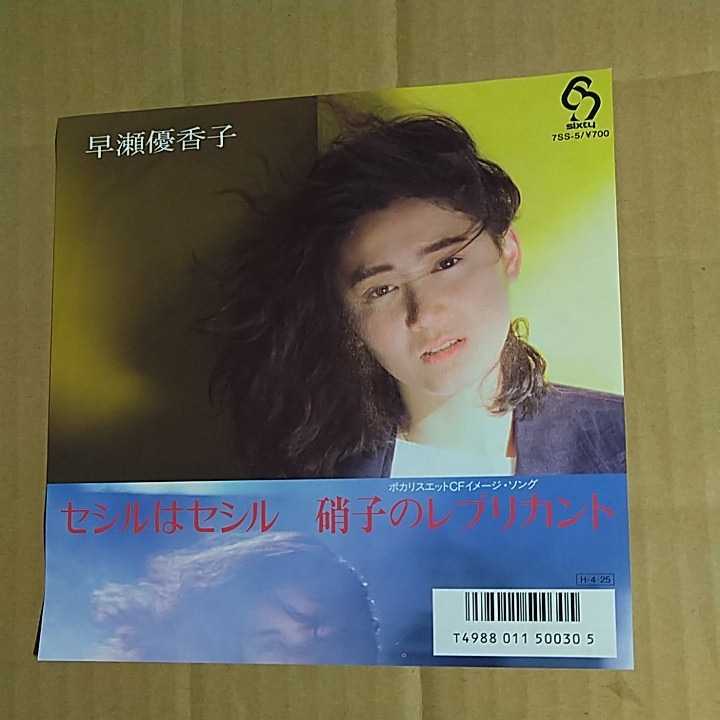 早瀬優香子
sixty
7SS-5/¥700
ポカリスエットCFイメージ・ソング
セシルはセシル 硝子のレプリカント
H-4-25
T4988 011 50030 5